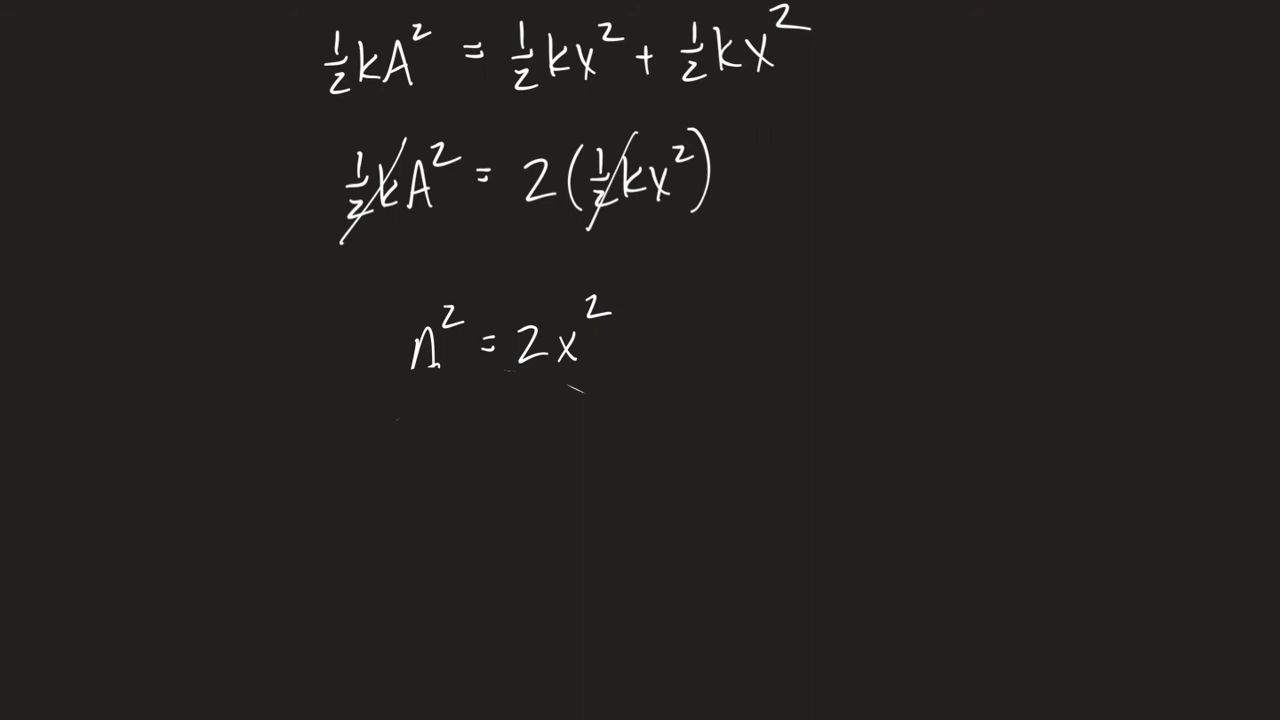 ½kA² = ½kx² + ½kx²
½kA² = 2(½kx²)
A² = 2x²